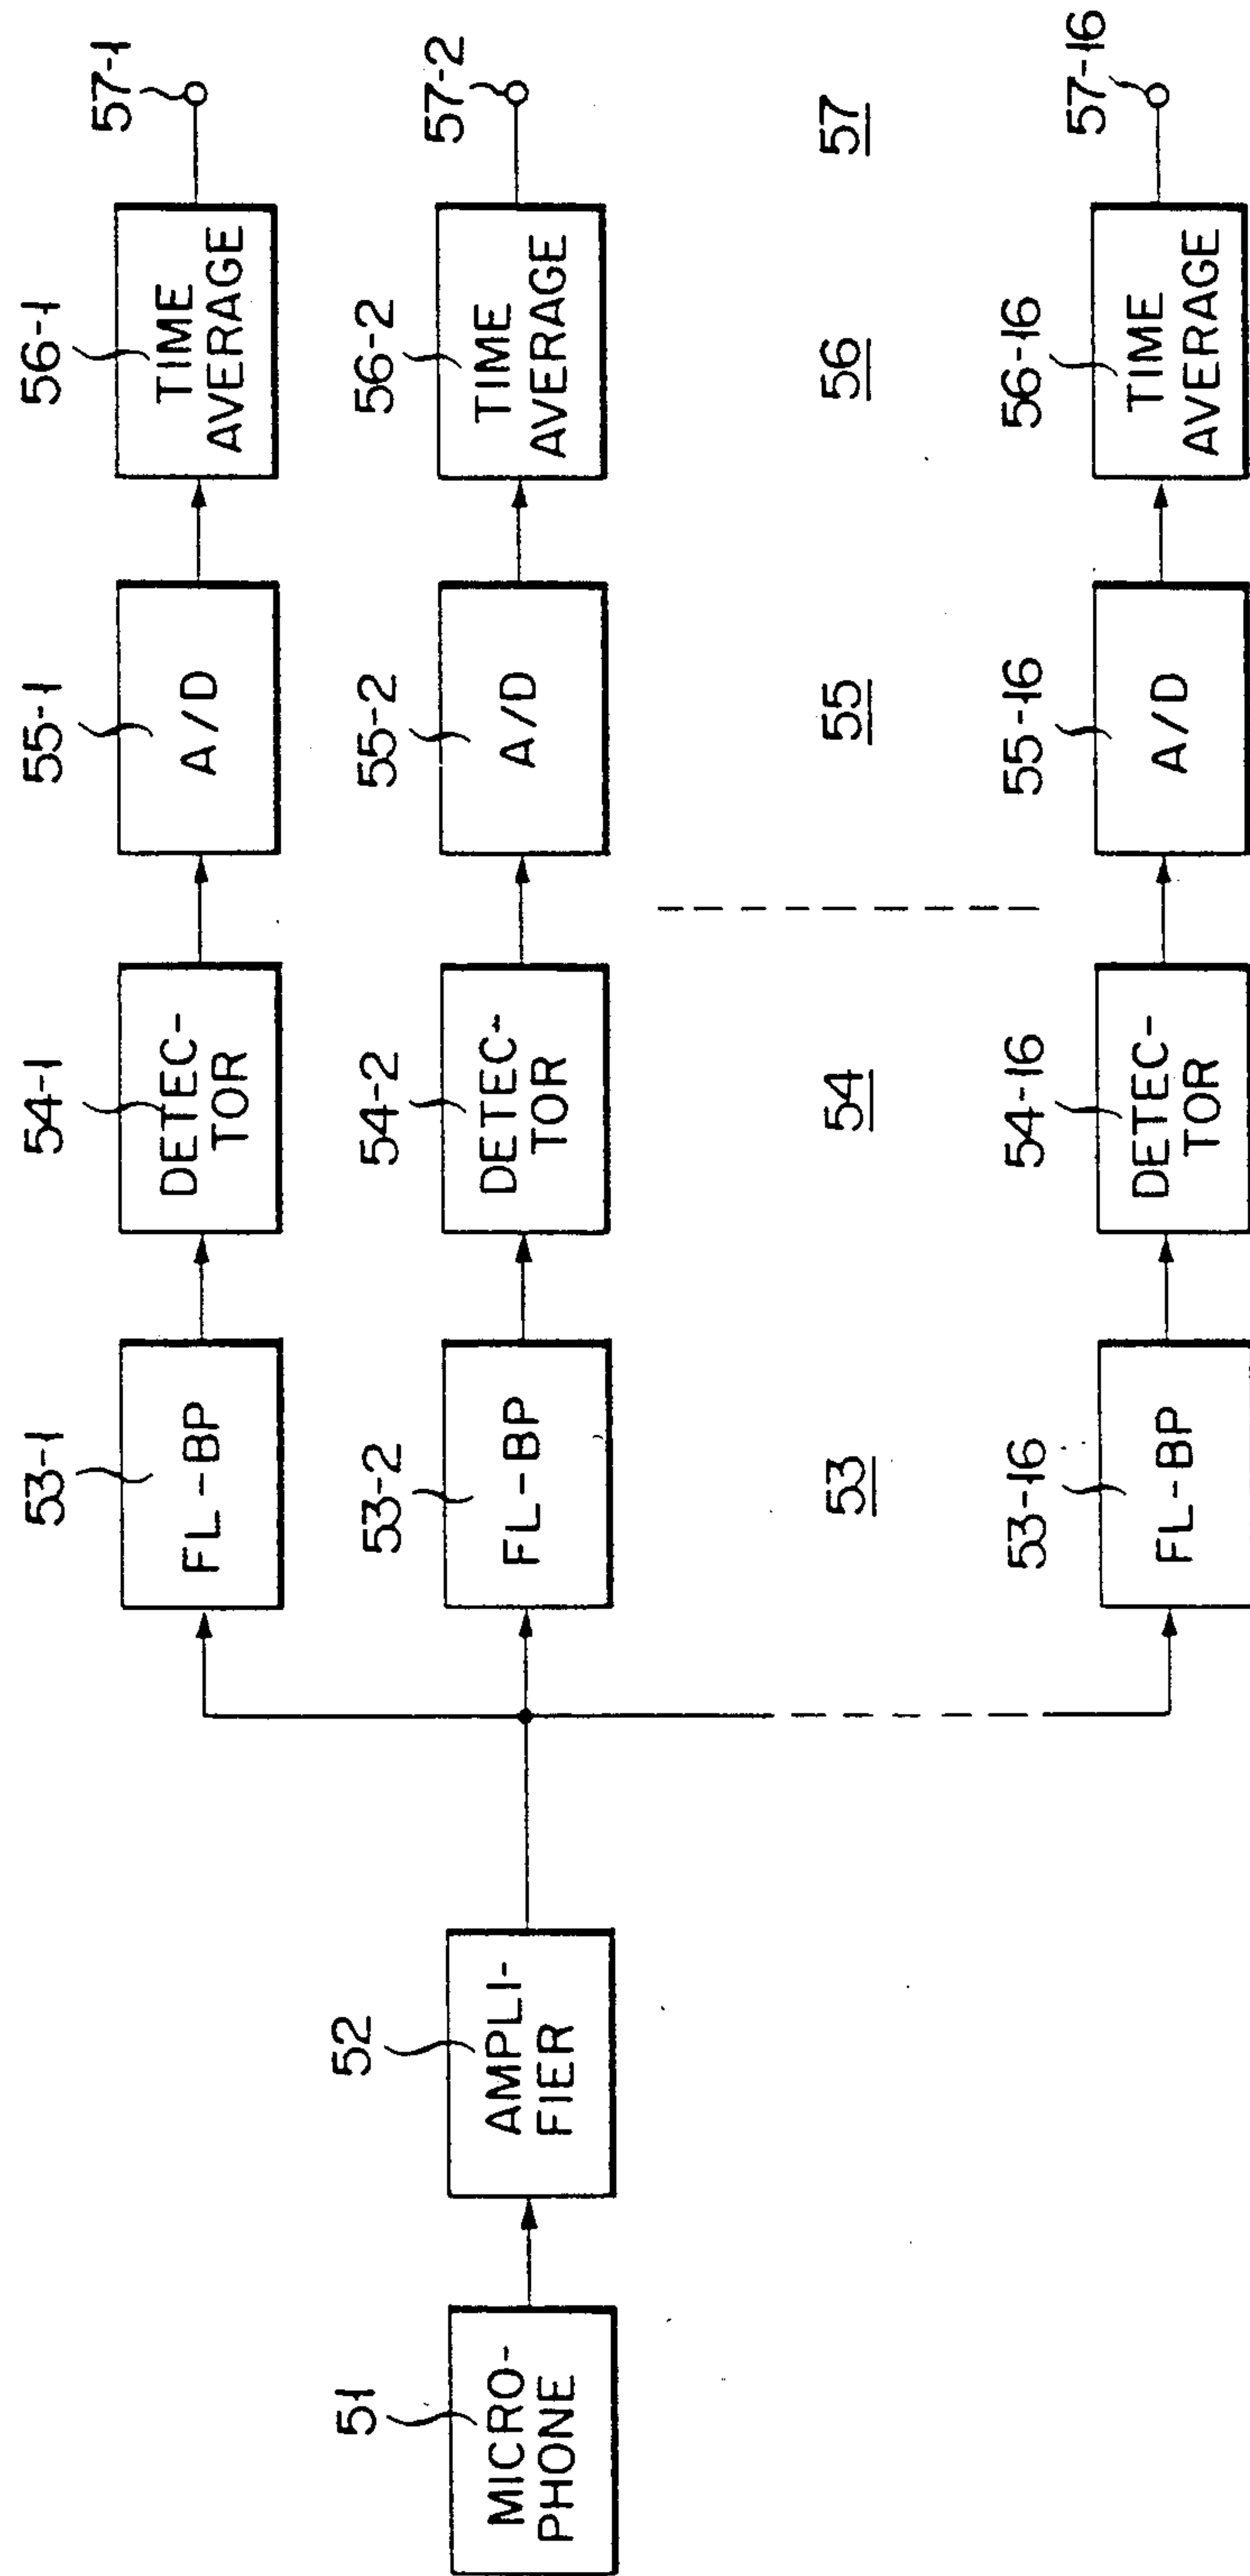 51
MICRO-
PHONE
52
AMPLI-
FIER
53-1
FL-BP
54-1
DETEC-
TOR
55-1
A/D
56-1
TIME
AVERAGE
57-1
53-2
FL-BP
54-2
DETEC-
TOR
55-2
A/D
56-2
TIME
AVERAGE
57-2
53
54
55
56
57
53-16
FL-BP
54-16
DETEC-
TOR
55-16
A/D
56-16
TIME
AVERAGE
57-16